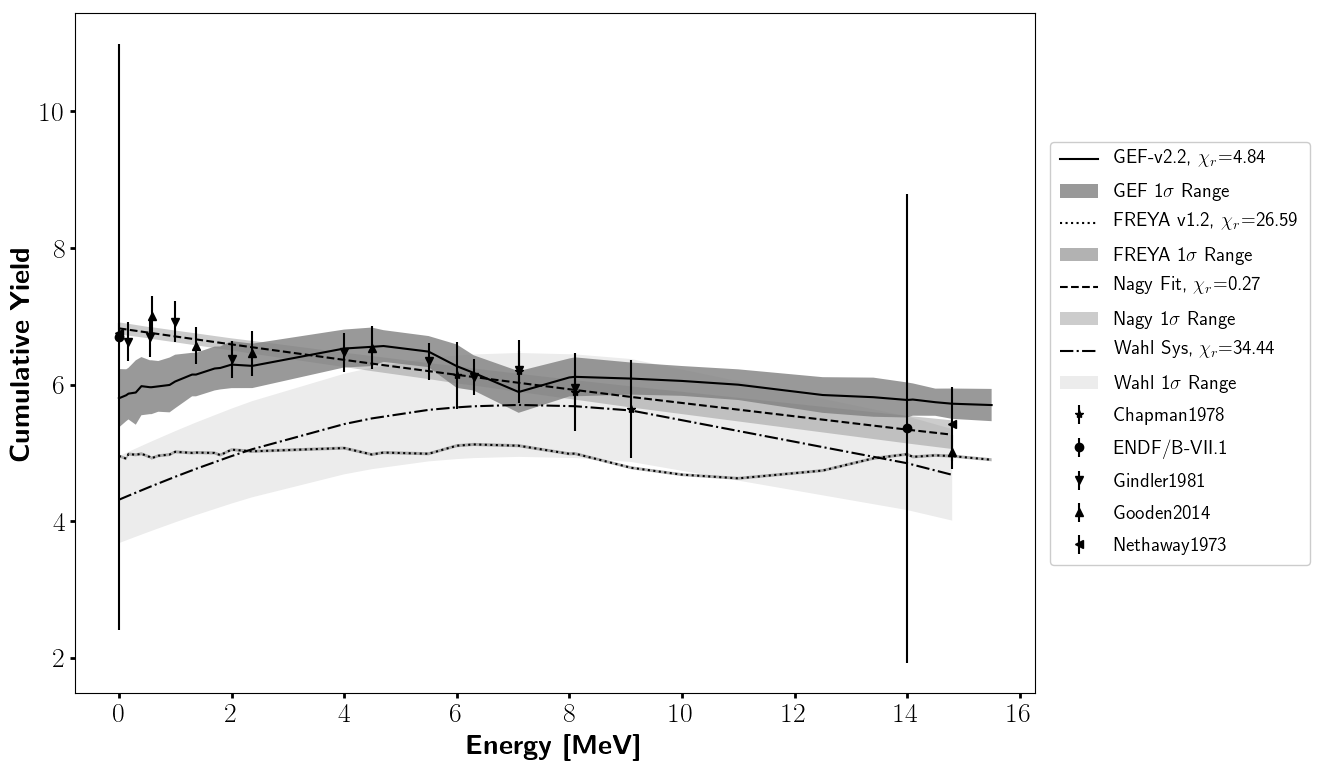 Cumulative Yield
10
8
6
4
2
0 2 4 6 8 10 12 14 16
Energy [MeV]
GEF-v2.2, χr=4.84
GEF 1σ Range
FREYA v1.2, χr=26.59
FREYA 1σ Range
Nagy Fit, χr=0.27
Nagy 1σ Range
Wahl Sys, χr=34.44
Wahl 1σ Range
Chapman1978
ENDF/B-VII.1
Gindler1981
Gooden2014
Nethaway1973